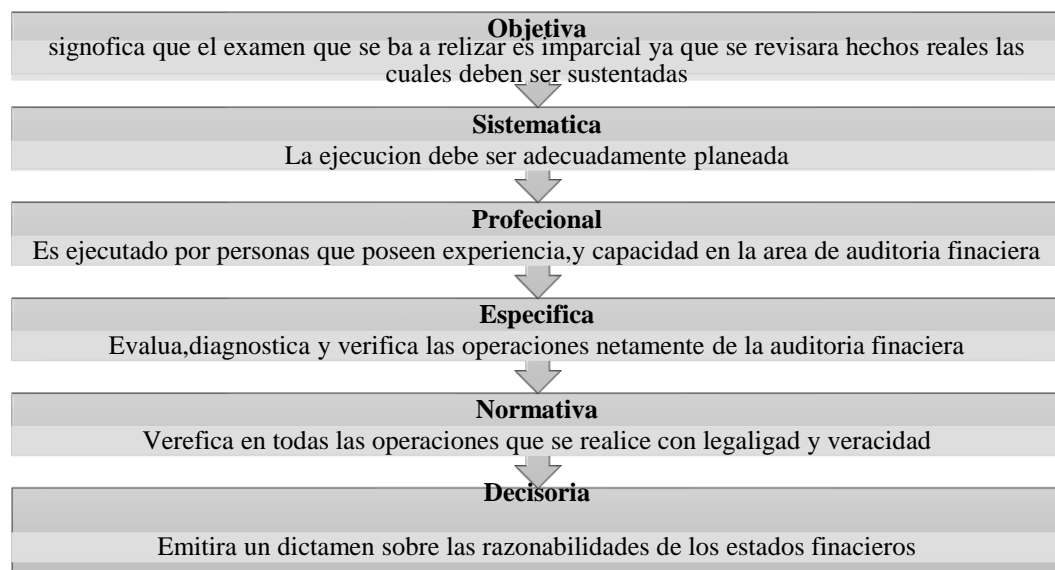 Objetiva
signofica que el examen que se ba a relizar es imparcial ya que se revisara hechos reales las
cuales deben ser sustentadas
Sistematica
La ejecucion debe ser adecuadamente planeada
Profecional
Es ejecutado por personas que poseen experiencia,y capacidad en la area de auditoria finaciera
Especifica
Evalua,diagnostica y verifica las operaciones netamente de la auditoria finaciera
Normativa
Verefica en todas las operaciones que se realice con legaligad y veracidad
Decisoria
Emitira un dictamen sobre las razonabilidades de los estados finacieros